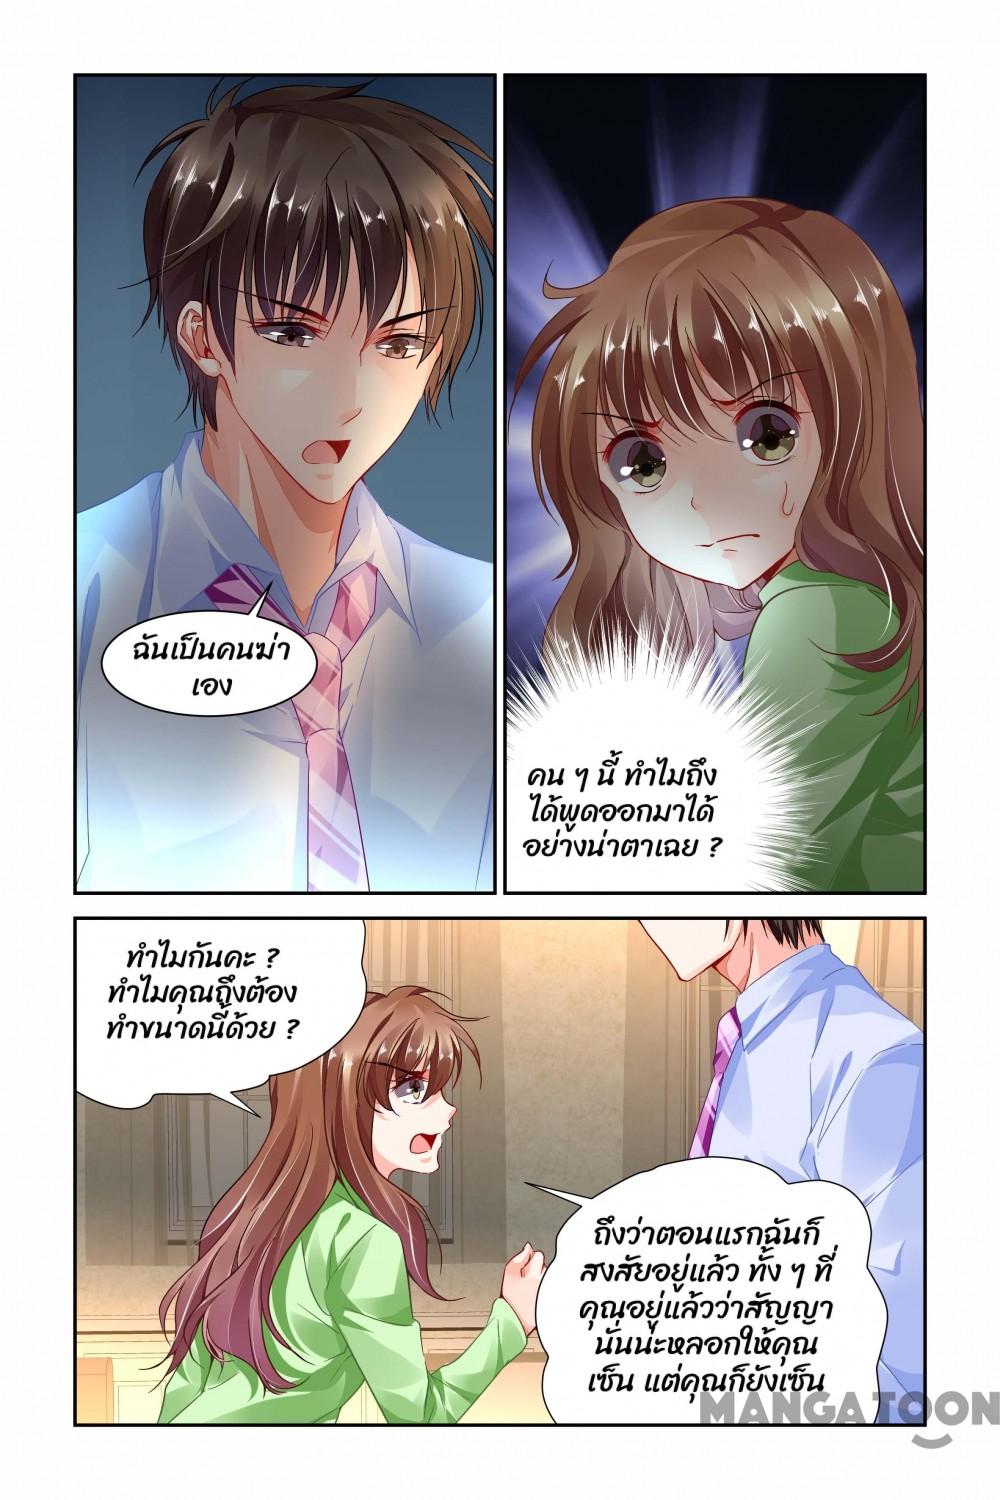 ฉันเป็นคนฆ่า
เอง
คน ๆ นี้ ทำไมถึง
ได้พูดออกมาได้
อย่างน่าตาเฉย ?
ทำไมกันคะ ?
ทำไมคุณถึงต้อง
ทำขนาดนี้ด้วย ?
ถึงว่าตอนแรกฉันก็
สงสัยอยู่แล้ว ทั้ง ๆ ที่
คุณอยู่แล้วว่าสัญญา
นั่นน่ะหลอกให้คุณ
เซ็น แต่คุณก็ยังเซ็น
MANGATOON